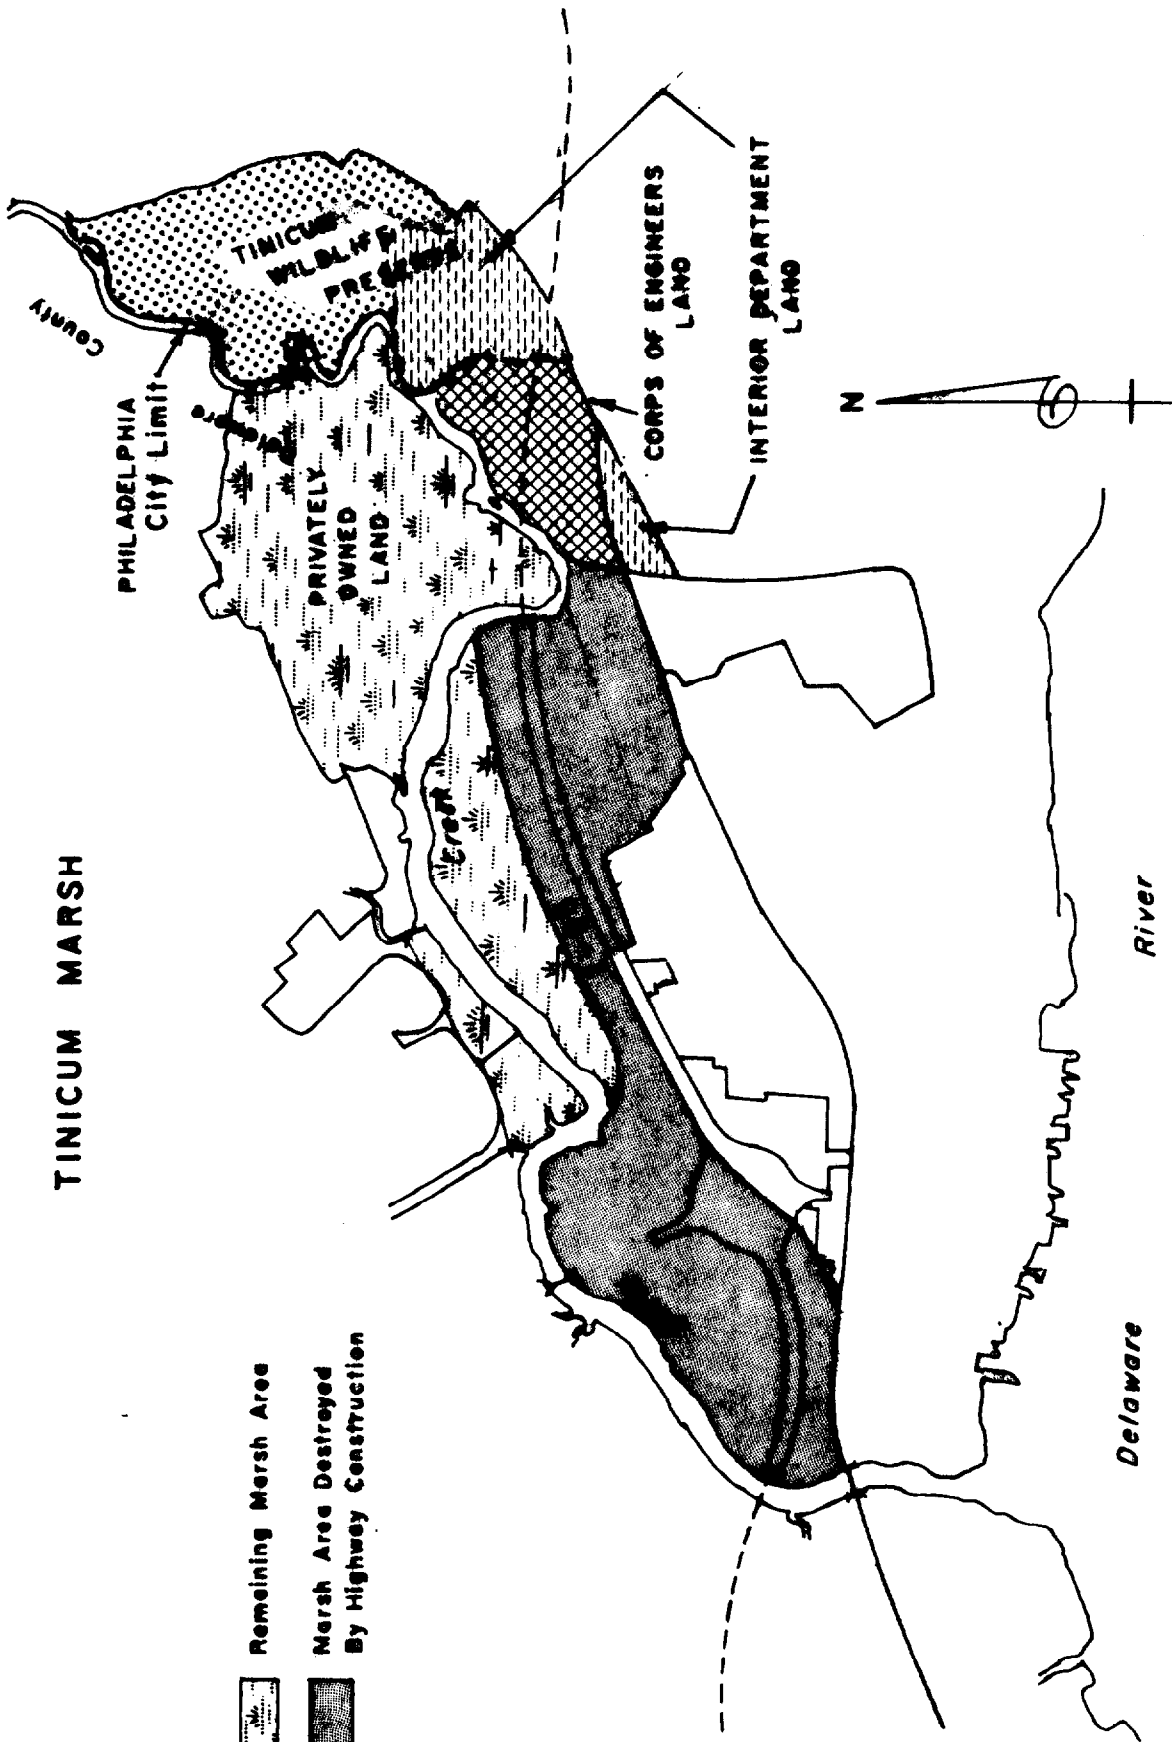 TINICUM MARSH
County
PHILADELPHIA
City Limit
TINICUM
WILDLIFE
PRESERVE
PRIVATELY
OWNED
LAND
Creek
CORPS OF ENGINEERS
LAND
INTERIOR DEPARTMENT
LAND
N
Remaining Marsh Area
Marsh Area Destroyed
By Highway Construction
Delaware
River